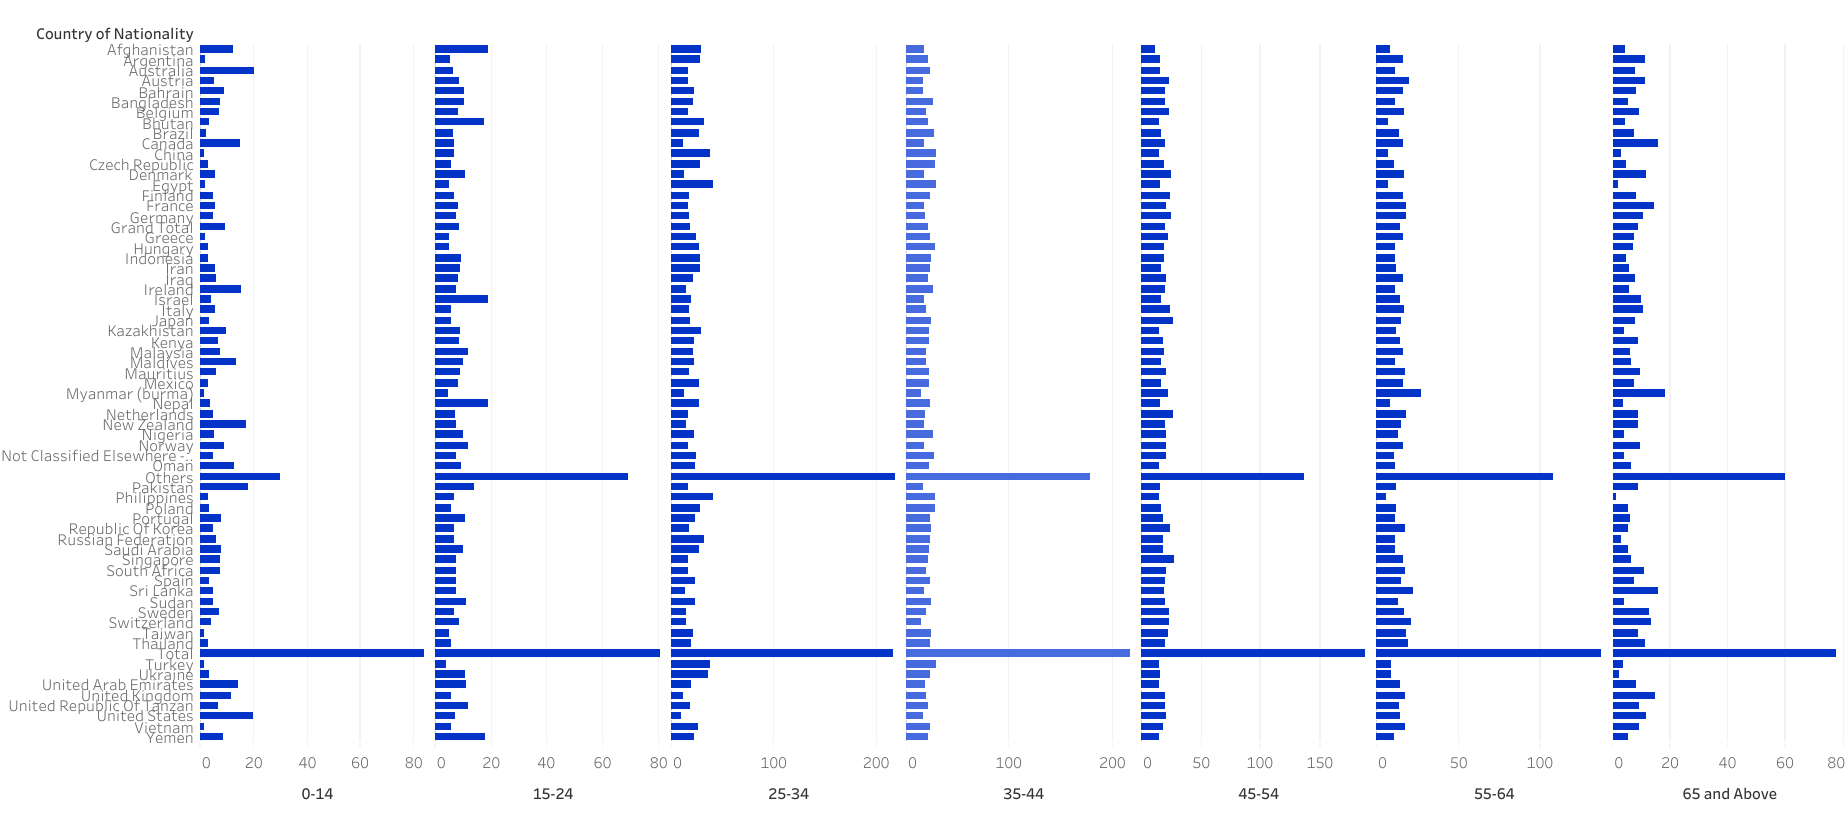 Country of Nationality
Afghanistan
Argentina
Australia
Austria
Bahrain
Bangladesh
Belgium
Bhutan
Brazil
Canada
China
Czech Republic
Denmark
Egypt
Finland
France
Germany
Grand Total
Greece
Hungary
Indonesia
Iran
Iraq
Ireland
Israel
Italy
Japan
Kazakhstan
Kenya
Malaysia
Maldives
Mauritius
Mexico
Myanmar (burma)
Nepal
Netherlands
New Zealand
Nigeria
Norway
Not Classified Elsewhere -..
Oman
Others
Pakistan
Philippines
Poland
Portugal
Republic Of Korea
Russian Federation
Saudi Arabia
Singapore
South Africa
Spain
Sri Lanka
Sudan
Sweden
Switzerland
Taiwan
Thailand
Total
Turkey
Ukraine
United Arab Emirates
United Kingdom
United Republic Of Tanzan
United States
Vietnam
Yemen
0 20 40 60 80 0 20 40 60 80 0 100 200 0 100 200 0 50 100 150 0 50 100 0 20 40 60 80
0-14 15-24 25-34 35-44 45-54 55-64 65 and Above